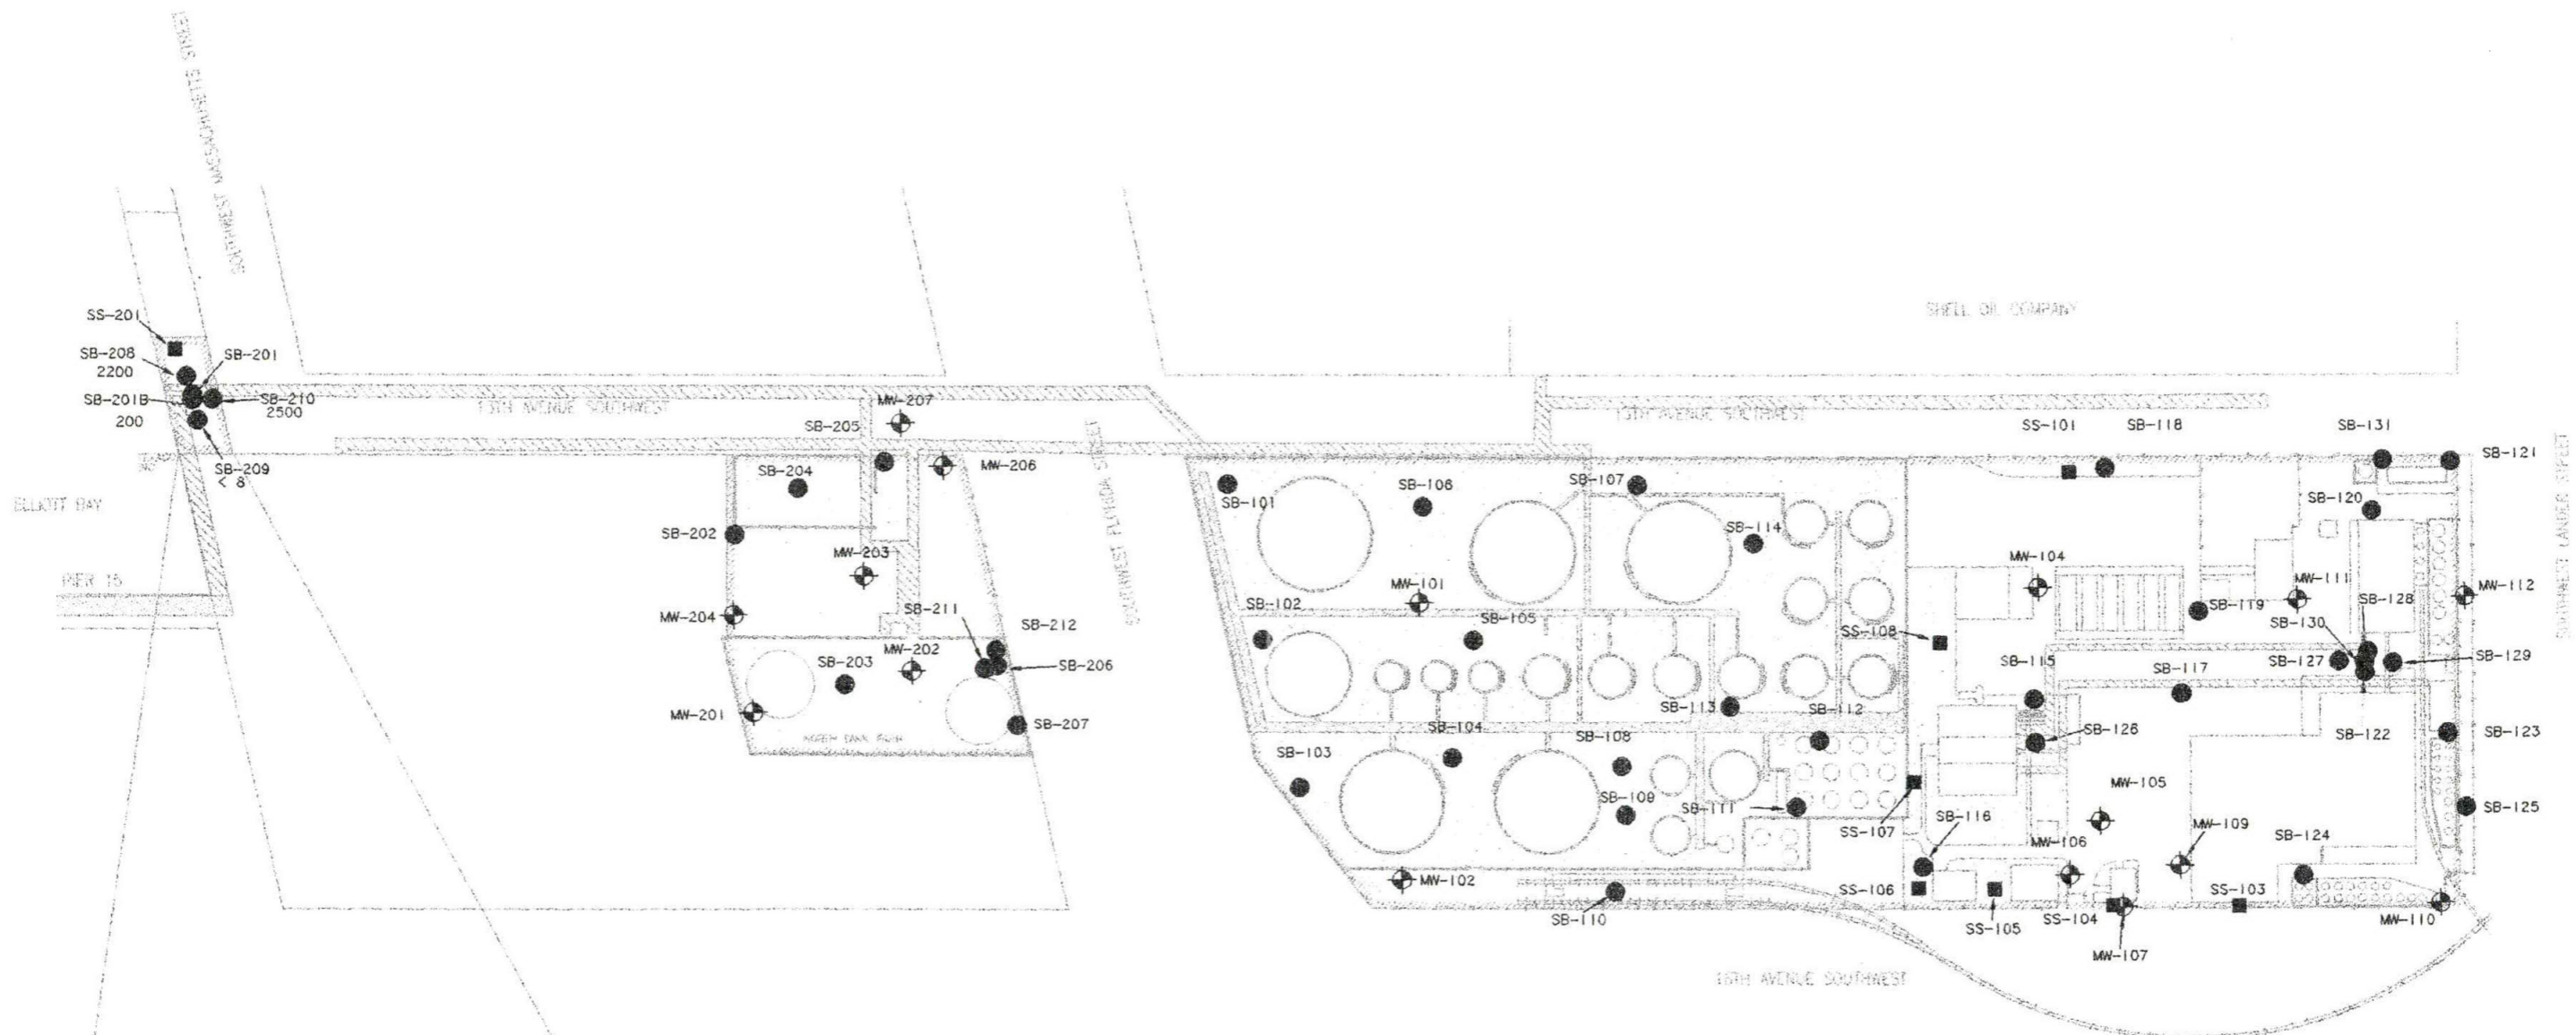 SOUTHWEST MASSACHUSETTS STREET
SHELL OIL COMPANY
SS-201
SB-208
2200
SB-201
SB-201B
200
SB-210
2500
SB-209
< 8
13TH AVENUE SOUTHWEST
ELLIOTT BAY
PIER 15
MW-207
SB-205
SB-204
MW-206
SB-202
MW-203
MW-204
SB-211
SB-212
MW-202
SB-203
SB-206
MW-201
SB-207
NORTH TANK FARM
SOUTHWEST FLORIDA STREET
13TH AVENUE SOUTHWEST
SB-101
SB-106
SB-107
SB-114
MW-101
SB-102
SB-105
SB-113
SB-112
SB-104
SB-103
SB-108
SB-109
SB-111
MW-102
SB-110
SS-101
SB-118
SB-131
SB-121
SB-120
MW-104
MW-111
MW-112
SB-119
SB-128
SB-130
SS-108
SB-115
SB-117
SB-127
SB-129
SB-126
SB-122
SB-123
MW-105
SB-125
SS-107
SB-116
MW-106
MW-109
SB-124
SS-106
SS-105
SS-104
SS-103
MW-110
MW-107
16TH AVENUE SOUTHWEST
SOUTHWEST LANDER STREET